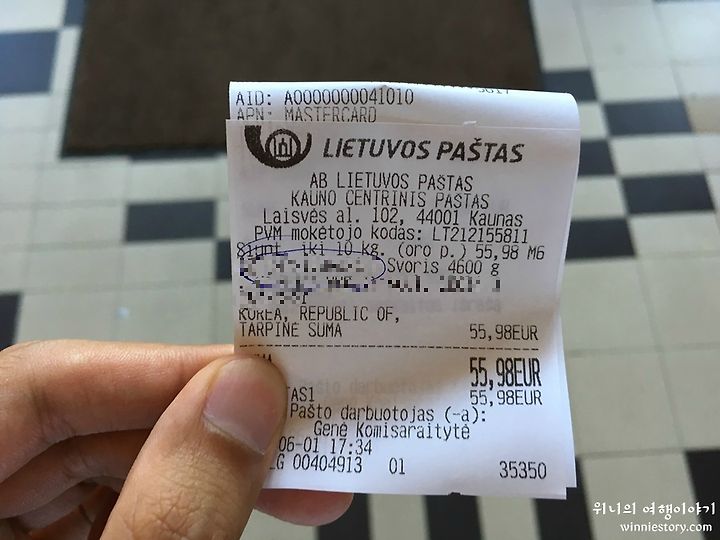 AID: A0000000041010
APN: MASTERCARD
LIETUVOS PAŠTAS
AB LIETUVOS PAŠTAS
KAUNO CENTRINIS PAŠTAS
Laisvės al. 102, 44001 Kaunas
PVM mokėtojo kodas: LT212155811
Siunt. iki 10 kg. (oro p.) 55,98 M6
Svoris 4600 g
KOREA, REPUBLIC OF,
TARPINĖ SUMA 55,98EUR
55,98EUR
TAS1 55,98EUR
Pašto darbuotojas (-a):
Genė Komisaraitytė
06-01 17:34
LG 00404913 01 35350
위니의 여행이야기
winniestory.com